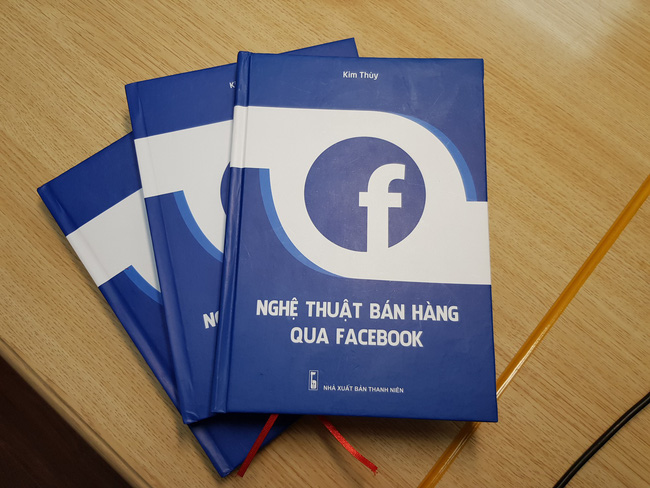 Kim Thùy
f
NGHỆ THUẬT BÁN HÀNG
QUA FACEBOOK
NHÀ XUẤT BẢN THANH NIÊN